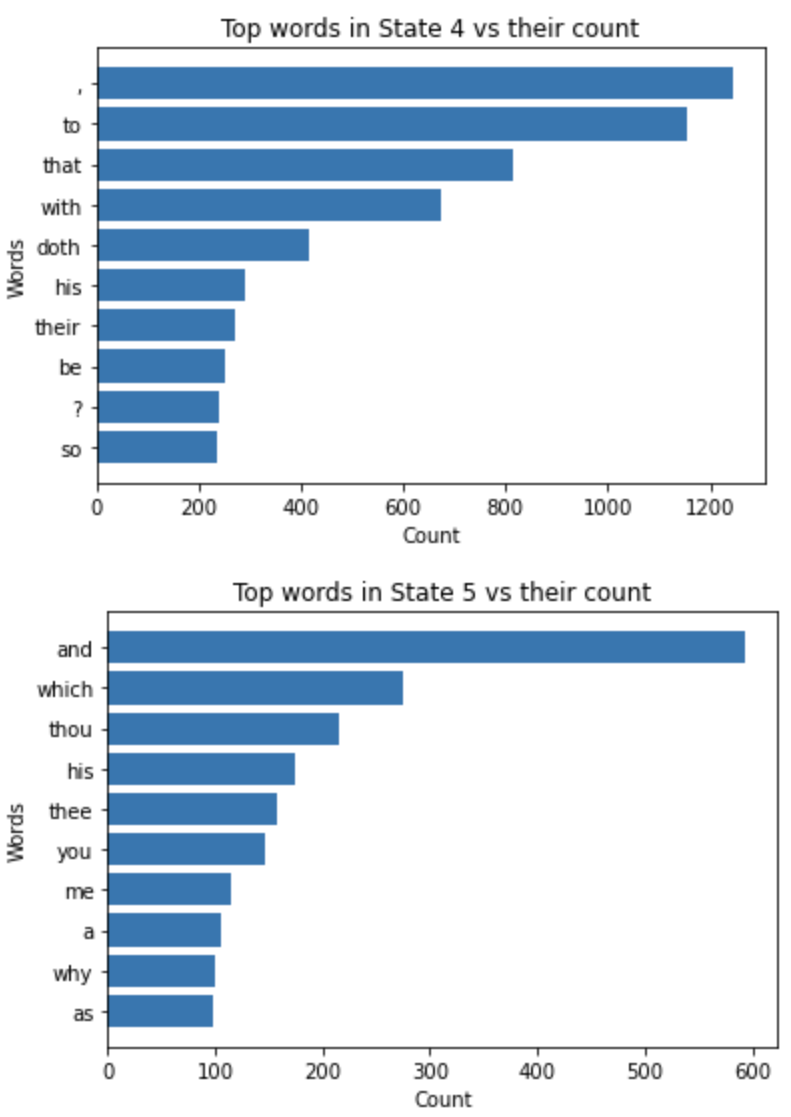 Top words in State 4 vs their count
,
to
that
with
doth
his
their
be
?
so
Words
0 200 400 600 800 1000 1200
Count
Top words in State 5 vs their count
and
which
thou
his
thee
you
me
a
why
as
Words
0 100 200 300 400 500 600
Count